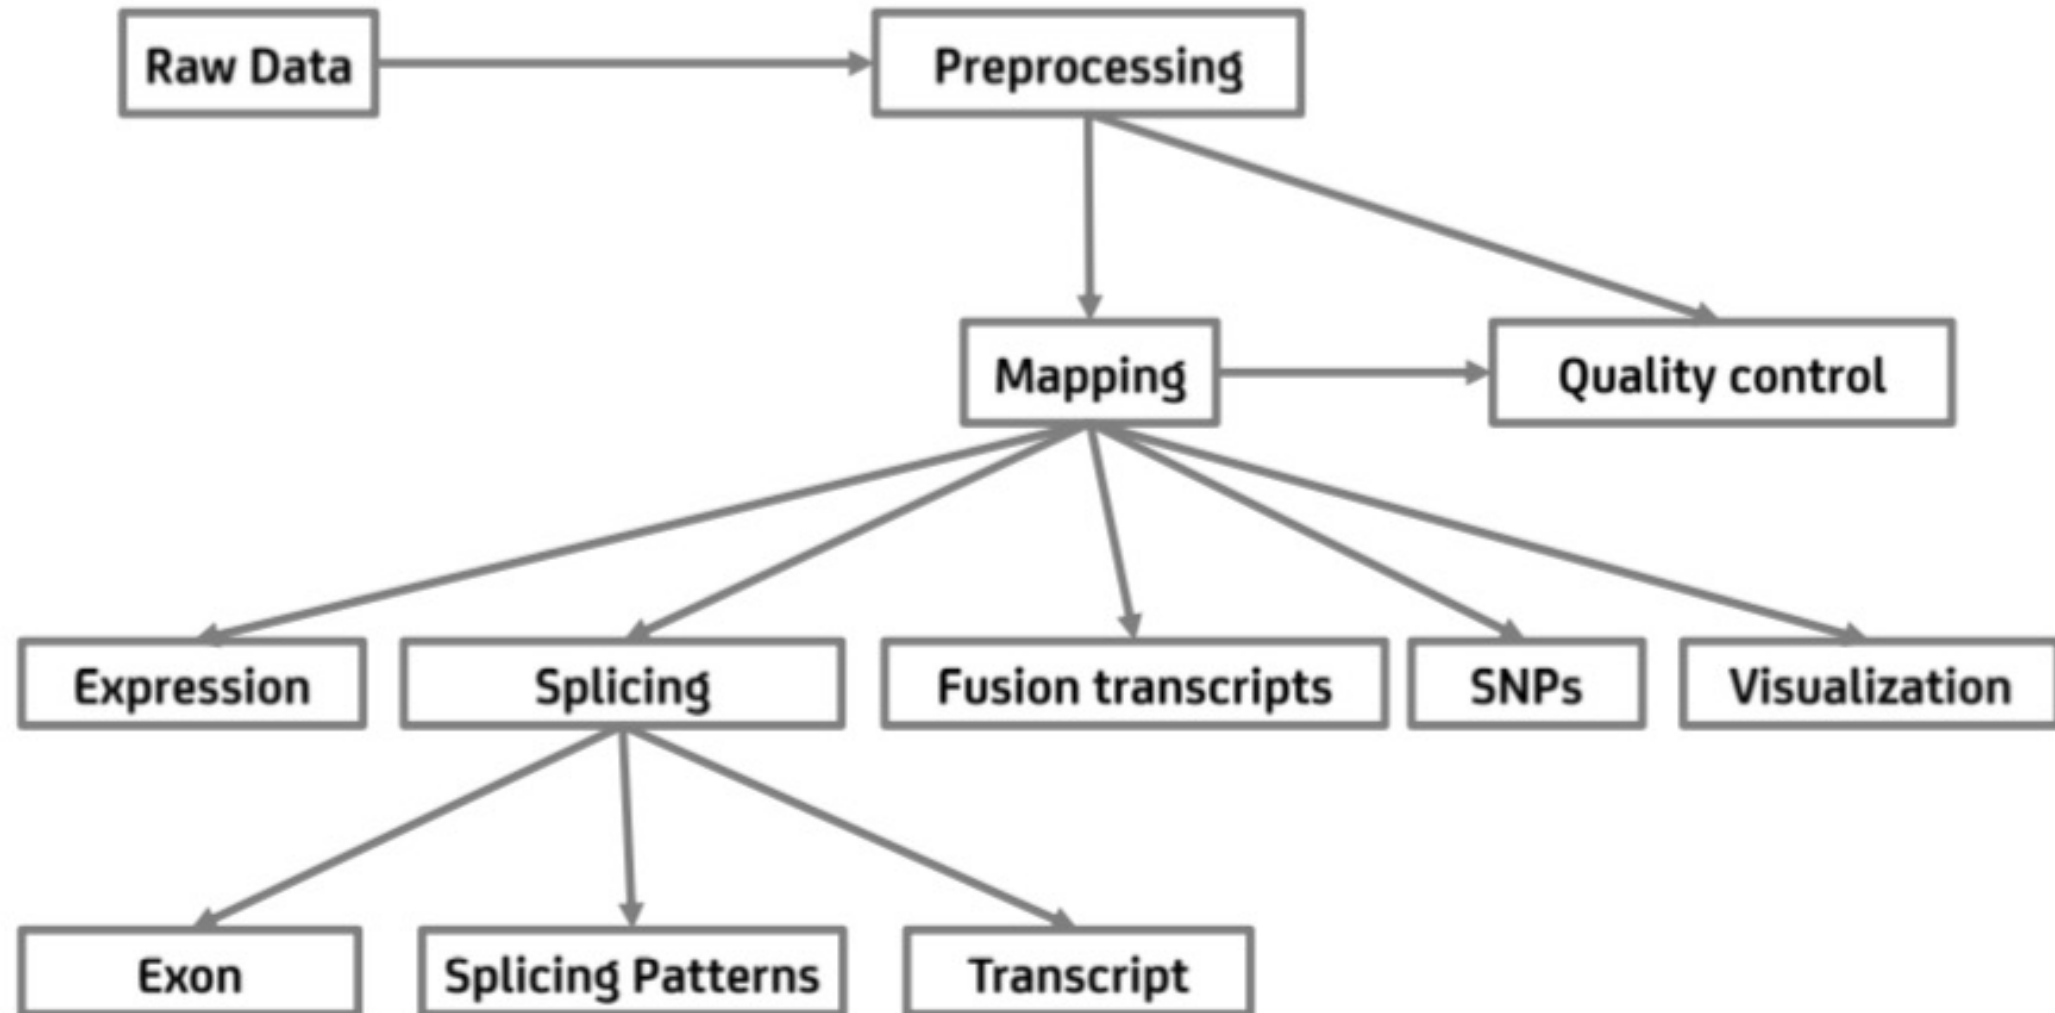 Raw Data
Preprocessing
Mapping
Quality control
Expression
Splicing
Fusion transcripts
SNPs
Visualization
Exon
Splicing Patterns
Transcript